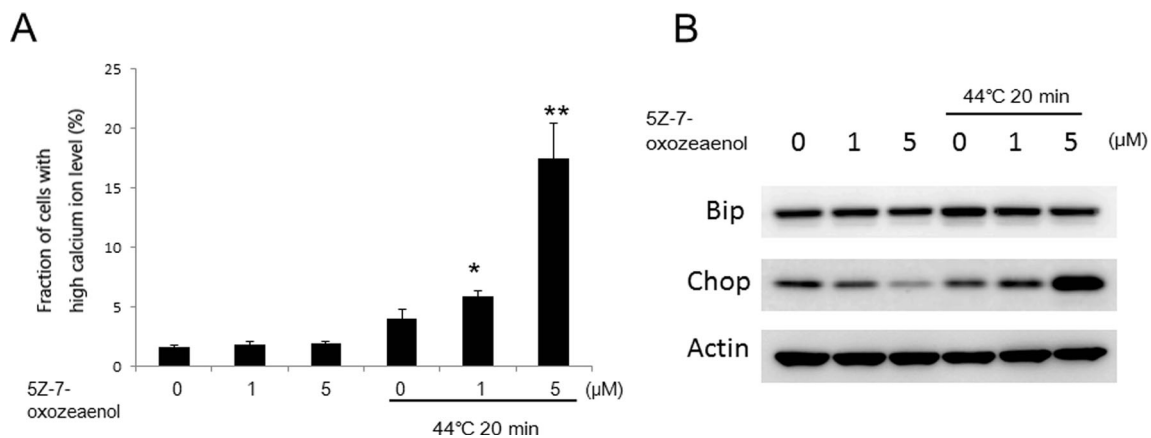 A
Fraction of cells with
high calcium ion level (%)
25
20
15
10
5
0
*
**
5Z-7-
oxozeaenol
0 1 5 0 1 5 (μM)
44℃ 20 min
B
44℃ 20 min
5Z-7-
oxozeaenol
0 1 5 0 1 5 (μM)
Bip
Chop
Actin